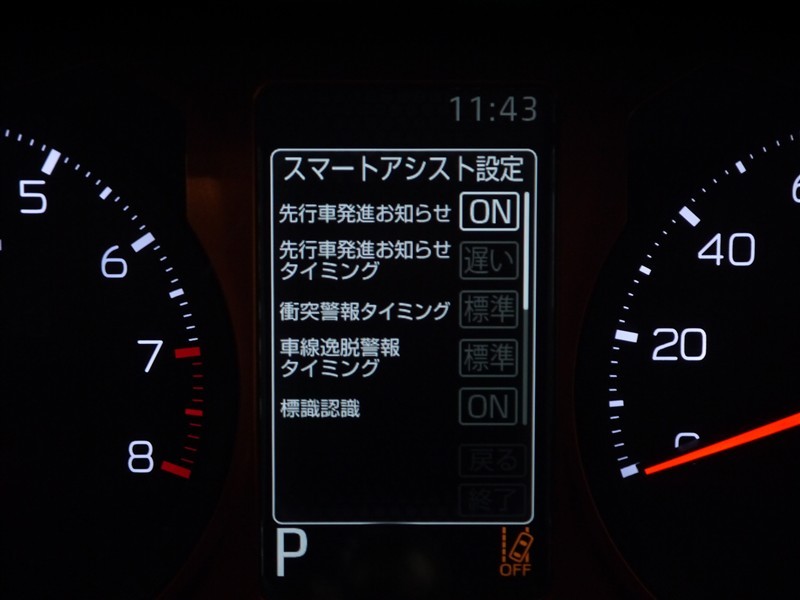 11:43
スマートアシスト設定
先行車発進お知らせ ON
先行車発進お知らせ
タイミング 遅い
衝突警報タイミング 標準
車線逸脱警報
タイミング 標準
標識認識 ON
戻る
終了
P
OFF
5
6
7
8
40
20
0